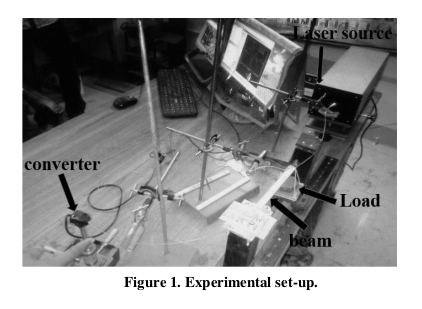 Laser source
converter
Load
beam
Figure 1. Experimental set-up.